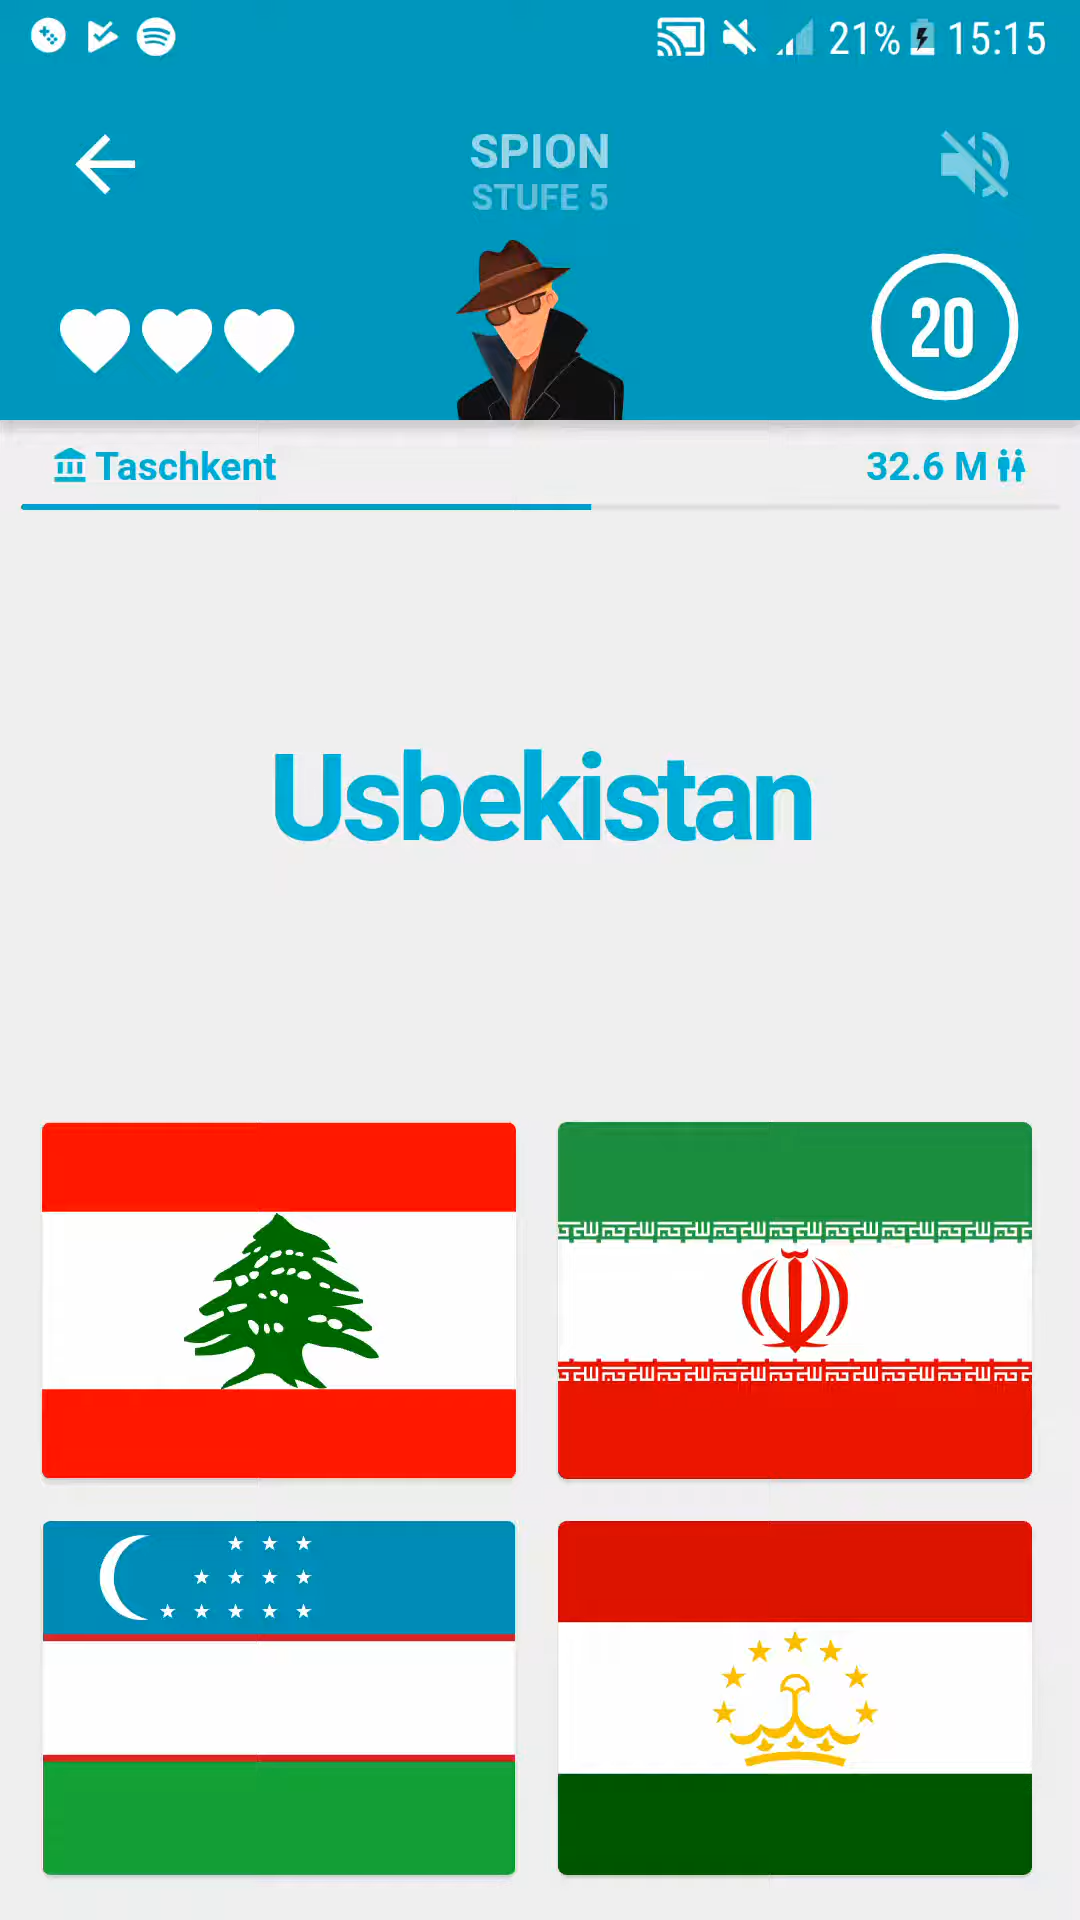 21% 15:15
SPION
STUFE 5
20
Taschkent 32.6 M
Usbekistan